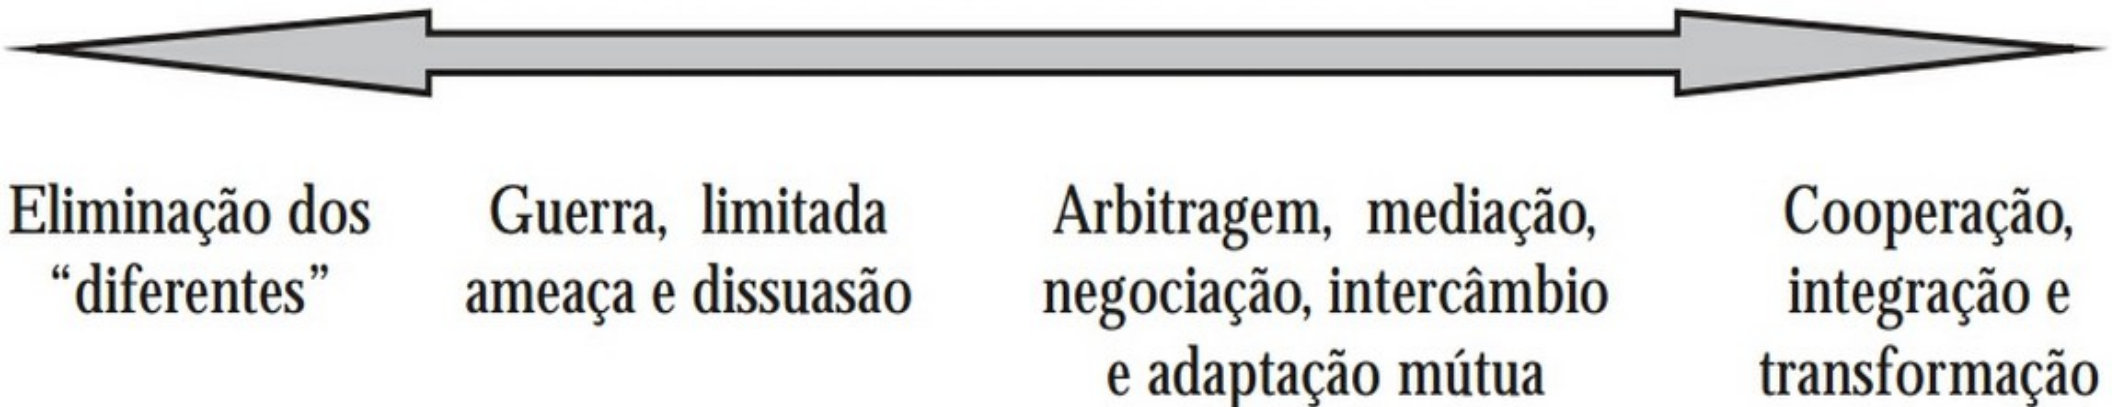 Eliminação dos
“diferentes”
Guerra, limitada
ameaça e dissuasão
Arbitragem, mediação,
negociação, intercâmbio
e adaptação mútua
Cooperação,
integração e
transformação